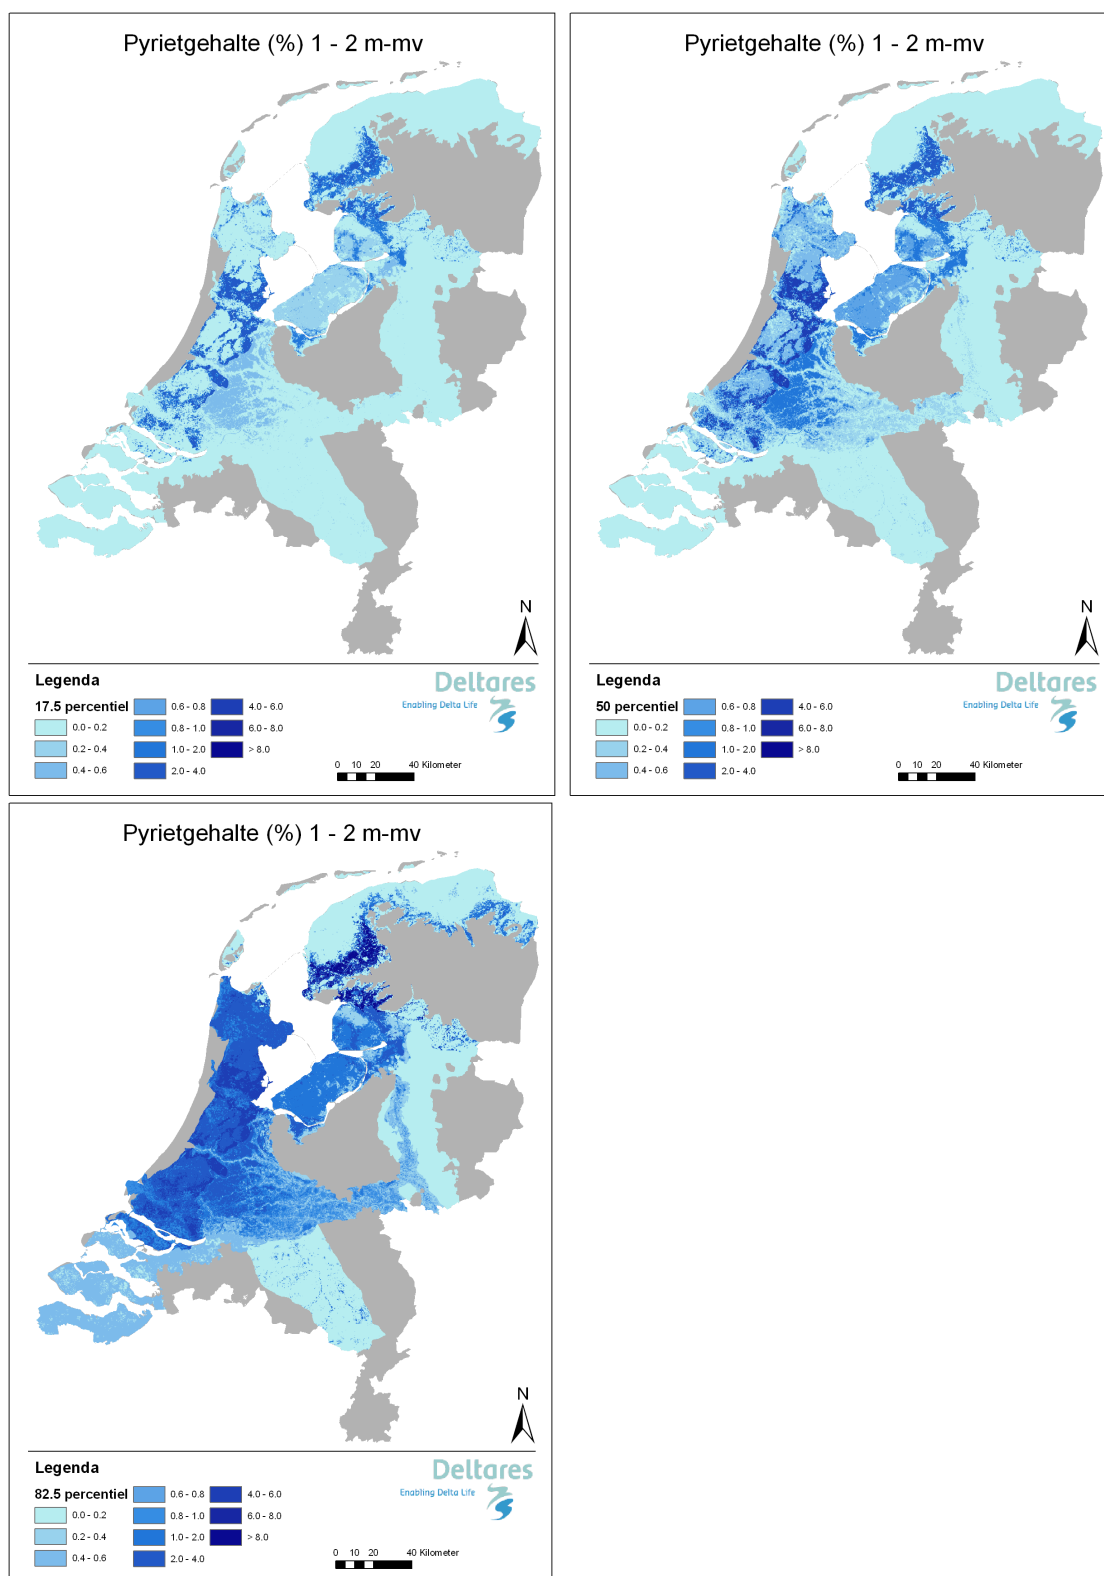 Pyrietgehalte (%) 1 - 2 m-mv
N
Legenda
17.5 percentiel
0.0 - 0.2
0.2 - 0.4
0.4 - 0.6
0.6 - 0.8
0.8 - 1.0
1.0 - 2.0
2.0 - 4.0
4.0 - 6.0
6.0 - 8.0
> 8.0
Deltares
Enabling Delta Life
0 10 20 40 Kilometer
Pyrietgehalte (%) 1 - 2 m-mv
N
Legenda
50 percentiel
0.0 - 0.2
0.2 - 0.4
0.4 - 0.6
0.6 - 0.8
0.8 - 1.0
1.0 - 2.0
2.0 - 4.0
4.0 - 6.0
6.0 - 8.0
> 8.0
Deltares
Enabling Delta Life
0 10 20 40 Kilometer
Pyrietgehalte (%) 1 - 2 m-mv
N
Legenda
82.5 percentiel
0.0 - 0.2
0.2 - 0.4
0.4 - 0.6
0.6 - 0.8
0.8 - 1.0
1.0 - 2.0
2.0 - 4.0
4.0 - 6.0
6.0 - 8.0
> 8.0
Deltares
Enabling Delta Life
0 10 20 40 Kilometer